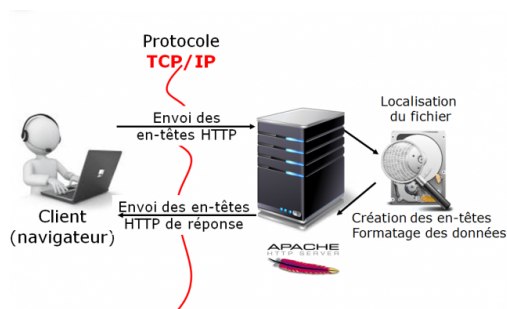 Protocole
TCP/IP
Envoi des
en-têtes HTTP
Localisation
du fichier
Client
(navigateur)
Envoi des en-têtes
HTTP de réponse
Création des en-têtes
Formatage des données
APACHE
HTTP SERVER